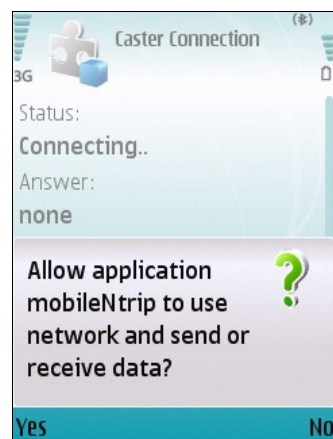 Caster Connection
3G
Status:
Connecting..
Answer:
none
Allow application
mobileNtrip to use
network and send or
receive data?
Yes No